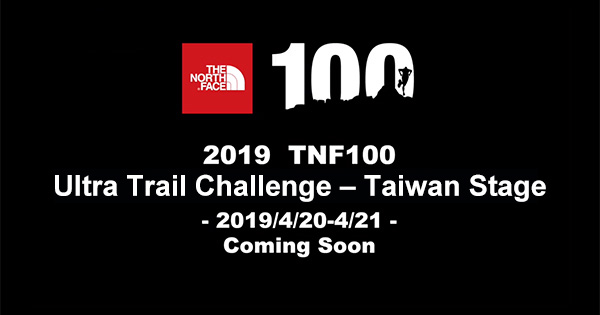 THE
NORTH
FACE
100
2019 TNF100
Ultra Trail Challenge – Taiwan Stage
- 2019/4/20-4/21 -
Coming Soon